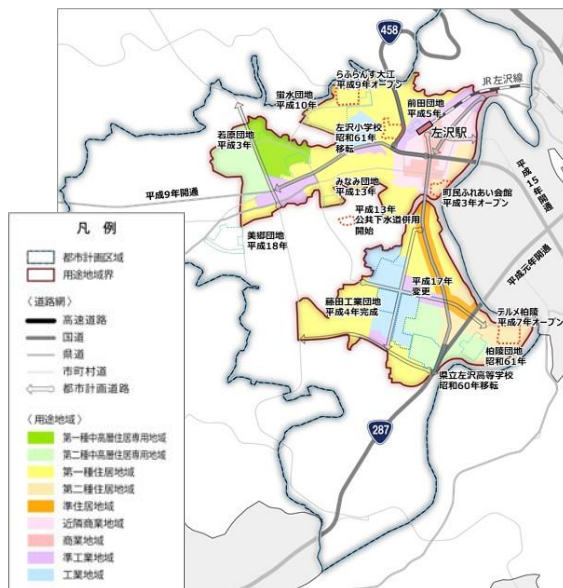 458
らふらんす大江
平成9年オープン
蛍水団地
平成10年
前田団地
平成5年
JR左沢線
左沢小学校
昭和61年
移転
左沢駅
若原団地
平成3年
平成15年開通
みなみ団地
平成13年
町民ふれあい会館
平成3年オープン
平成9年開通
平成13年
公共下水道併用
開始
美郷団地
平成18年
平成元年開通
平成17年
変更
藤田工業団地
平成4年完成
テルメ柏陵
平成7年オープン
柏陵団地
昭和61年
県立左沢高等学校
昭和60年移転
287
凡例
都市計画区域
用途地域界
〈道路網〉
高速道路
国道
県道
市町村道
都市計画道路
〈用途地域〉
第一種中高層住居専用地域
第二種中高層住居専用地域
第一種住居地域
第二種住居地域
準住居地域
近隣商業地域
商業地域
準工業地域
工業地域